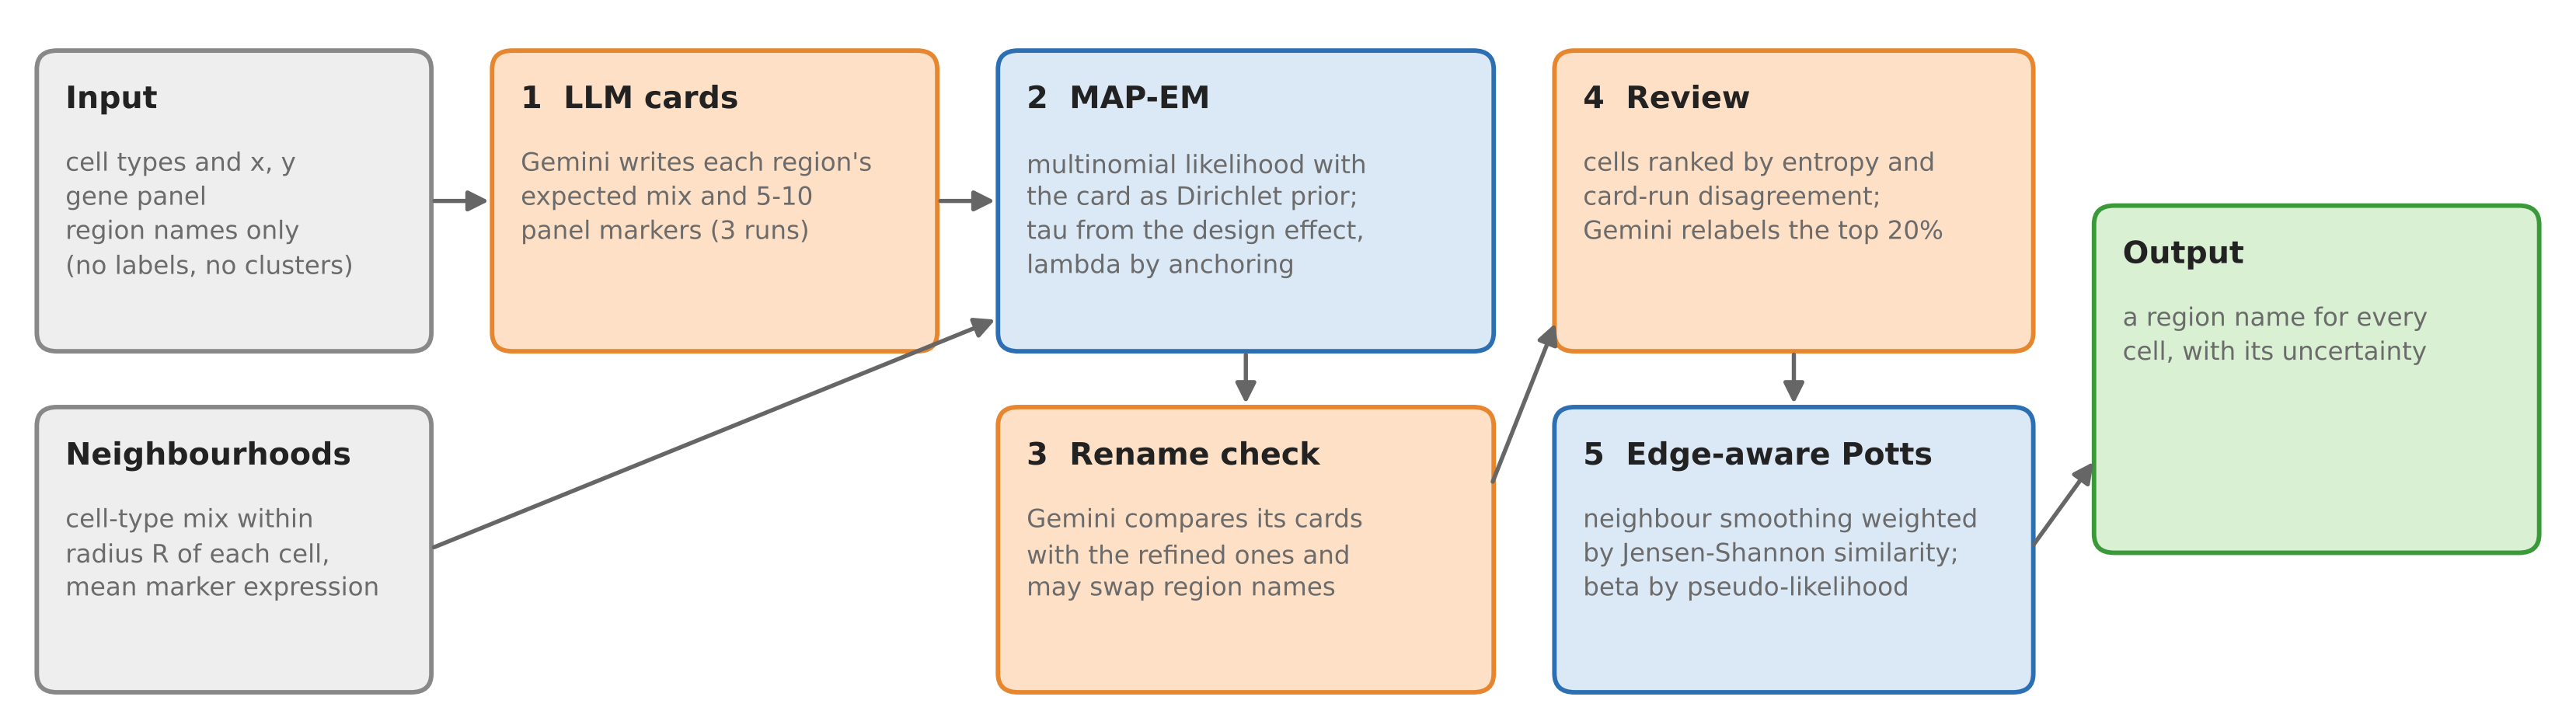 Input
cell types and x, y
gene panel
region names only
(no labels, no clusters)
1 LLM cards
Gemini writes each region's
expected mix and 5-10
panel markers (3 runs)
2 MAP-EM
multinomial likelihood with
the card as Dirichlet prior;
tau from the design effect,
lambda by anchoring
4 Review
cells ranked by entropy and
card-run disagreement;
Gemini relabels the top 20%
Output
a region name for every
cell, with its uncertainty
Neighbourhoods
cell-type mix within
radius R of each cell,
mean marker expression
3 Rename check
Gemini compares its cards
with the refined ones and
may swap region names
5 Edge-aware Potts
neighbour smoothing weighted
by Jensen-Shannon similarity;
beta by pseudo-likelihood